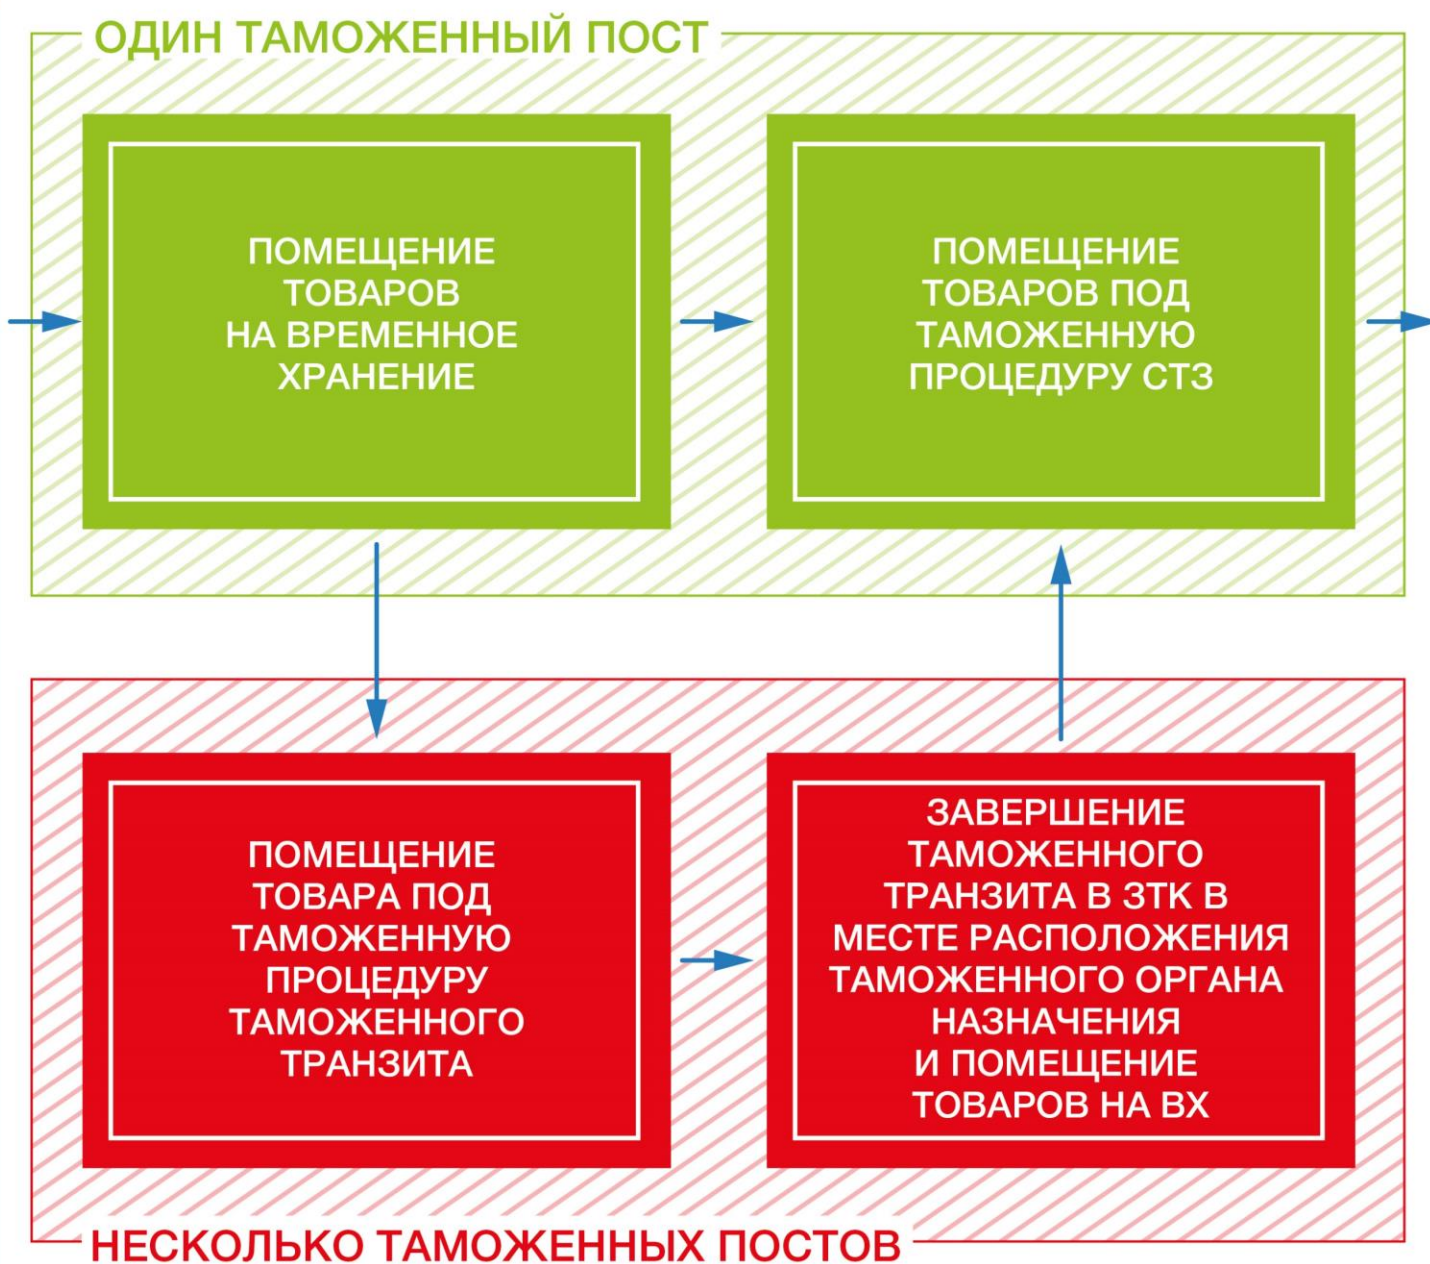 ОДИН ТАМОЖЕННЫЙ ПОСТ
ПОМЕЩЕНИЕ
ТОВАРОВ
НА ВРЕМЕННОЕ
ХРАНЕНИЕ
ПОМЕЩЕНИЕ
ТОВАРОВ ПОД
ТАМОЖЕННУЮ
ПРОЦЕДУРУ СТЗ
ПОМЕЩЕНИЕ
ТОВАРА ПОД
ТАМОЖЕННУЮ
ПРОЦЕДУРУ
ТАМОЖЕННОГО
ТРАНЗИТА
ЗАВЕРШЕНИЕ
ТАМОЖЕННОГО
ТРАНЗИТА В ЗТК В
МЕСТЕ РАСПОЛОЖЕНИЯ
ТАМОЖЕННОГО ОРГАНА
НАЗНАЧЕНИЯ
И ПОМЕЩЕНИЕ
ТОВАРОВ НА ВХ
НЕСКОЛЬКО ТАМОЖЕННЫХ ПОСТОВ